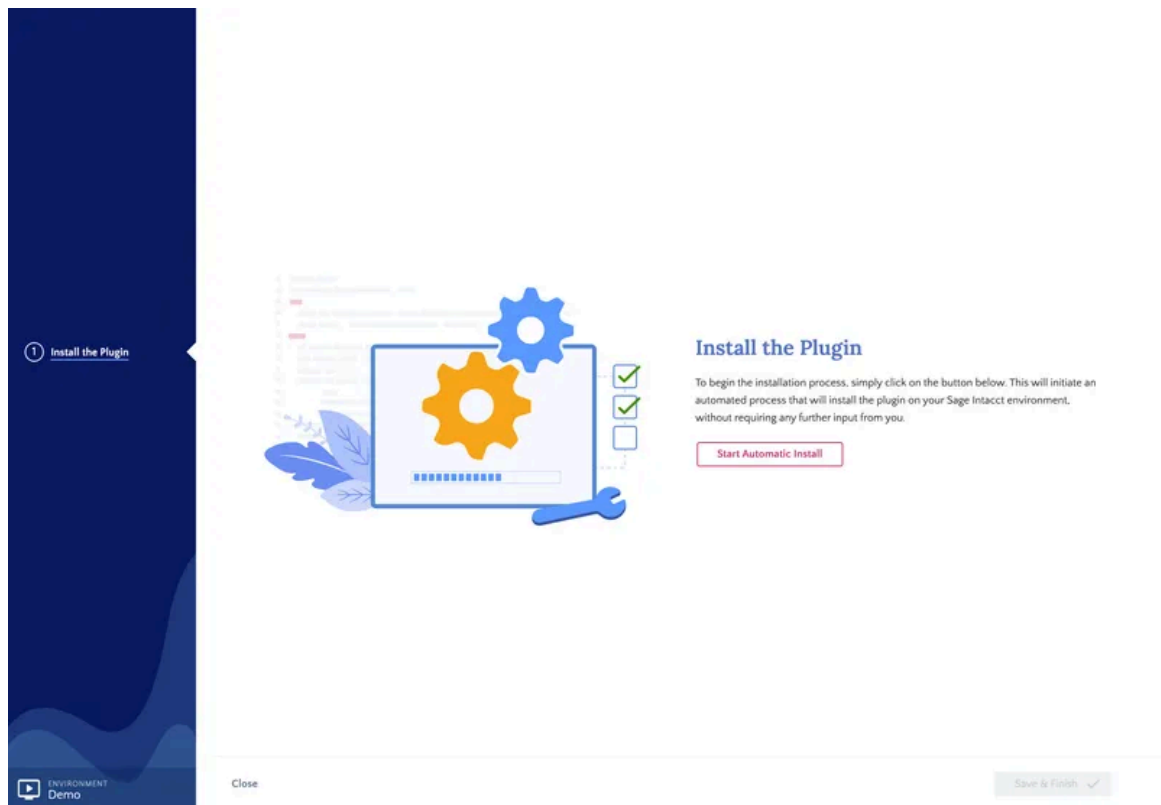 1 Install the Plugin
Install the Plugin
To begin the installation process, simply click on the button below. This will initiate an
automated process that will install the plugin on your Sage Intacct environment,
without requiring any further input from you.
Start Automatic Install
ENVIRONMENT
Demo
Close
Save & Finish